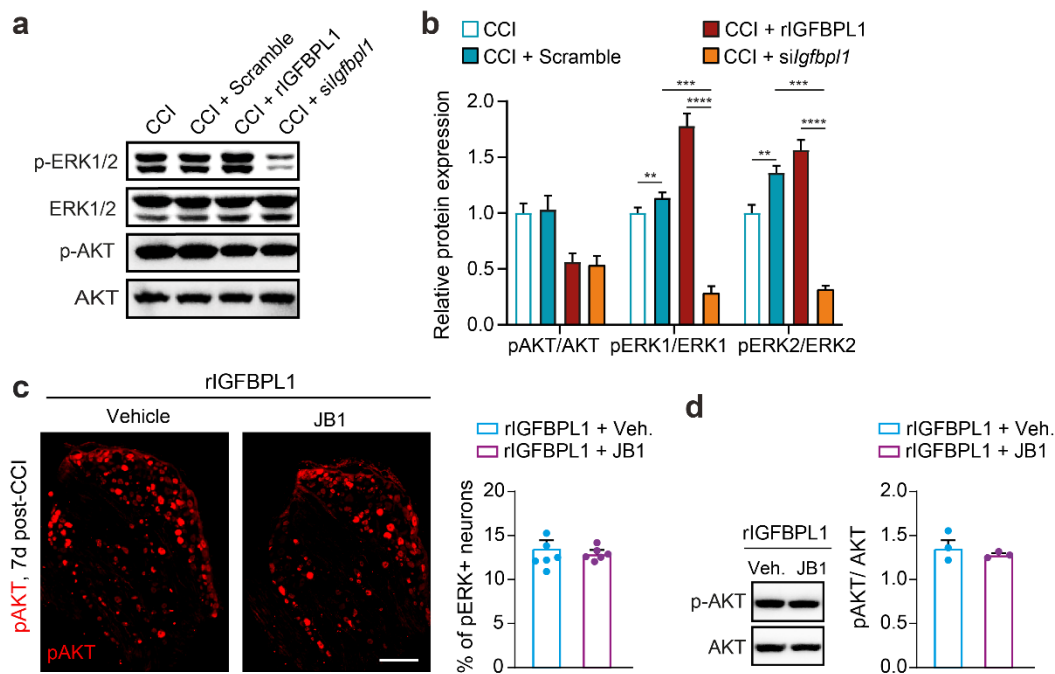 a
CCI
CCI + Scramble
CCI + rIGFBPL1
CCI + siIgfbpl1
p-ERK1/2
ERK1/2
p-AKT
AKT
b
CCI
CCI + rIGFBPL1
CCI + Scramble
CCI + siIgfbpl1
Relative protein expression
2.0
1.5
1.0
0.5
0.0
***
****
**
***
****
**
pAKT/AKT
pERK1/ERK1
pERK2/ERK2
c
rIGFBPL1
Vehicle
JB1
pAKT, 7d post-CCI
pAKT
rIGFBPL1 + Veh.
rIGFBPL1 + JB1
% of pERK+ neurons
20
15
10
5
0
d
rIGFBPL1
Veh. JB1
p-AKT
AKT
rIGFBPL1 + Veh.
rIGFBPL1 + JB1
pAKT/ AKT
2.0
1.5
1.0
0.5
0.0